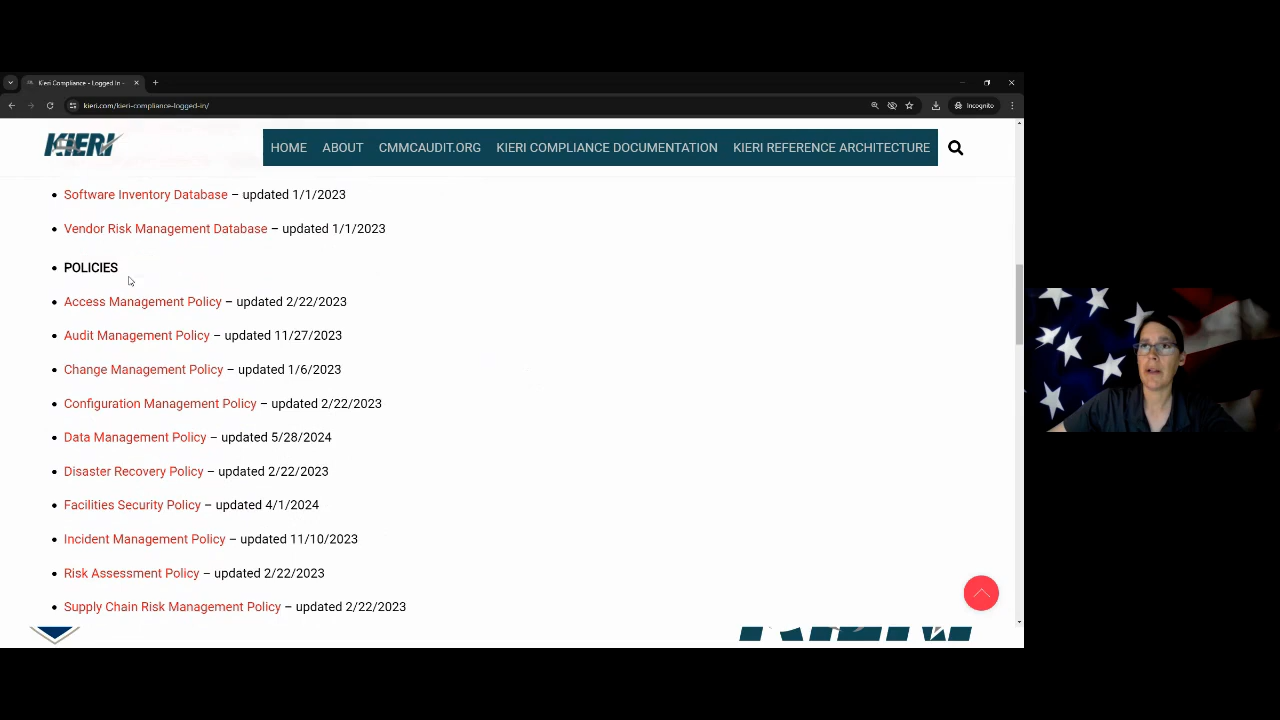 Kieri Compliance - Logged In -
kieri.com/kieri-compliance-logged-in/
Incognito
KIERI
HOME ABOUT CMMCAUDIT.ORG KIERI COMPLIANCE DOCUMENTATION KIERI REFERENCE ARCHITECTURE
Software Inventory Database – updated 1/1/2023
Vendor Risk Management Database – updated 1/1/2023
POLICIES
Access Management Policy – updated 2/22/2023
Audit Management Policy – updated 11/27/2023
Change Management Policy – updated 1/6/2023
Configuration Management Policy – updated 2/22/2023
Data Management Policy – updated 5/28/2024
Disaster Recovery Policy – updated 2/22/2023
Facilities Security Policy – updated 4/1/2024
Incident Management Policy – updated 11/10/2023
Risk Assessment Policy – updated 2/22/2023
Supply Chain Risk Management Policy – updated 2/22/2023